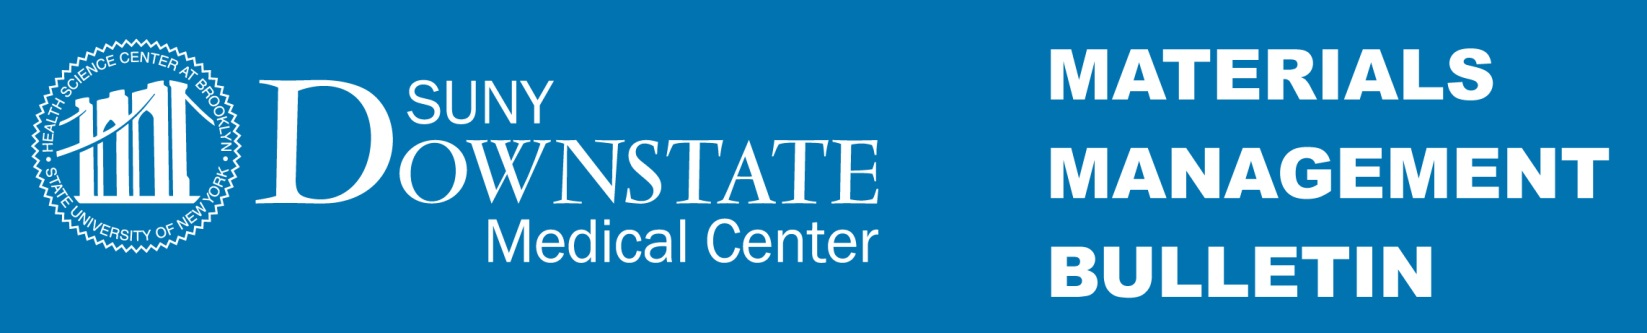 HEALTH SCIENCE CENTER AT BROOKLYN
STATE UNIVERSITY OF NEW YORK
SUNY
DOWNSTATE
Medical Center
MATERIALS
MANAGEMENT
BULLETIN